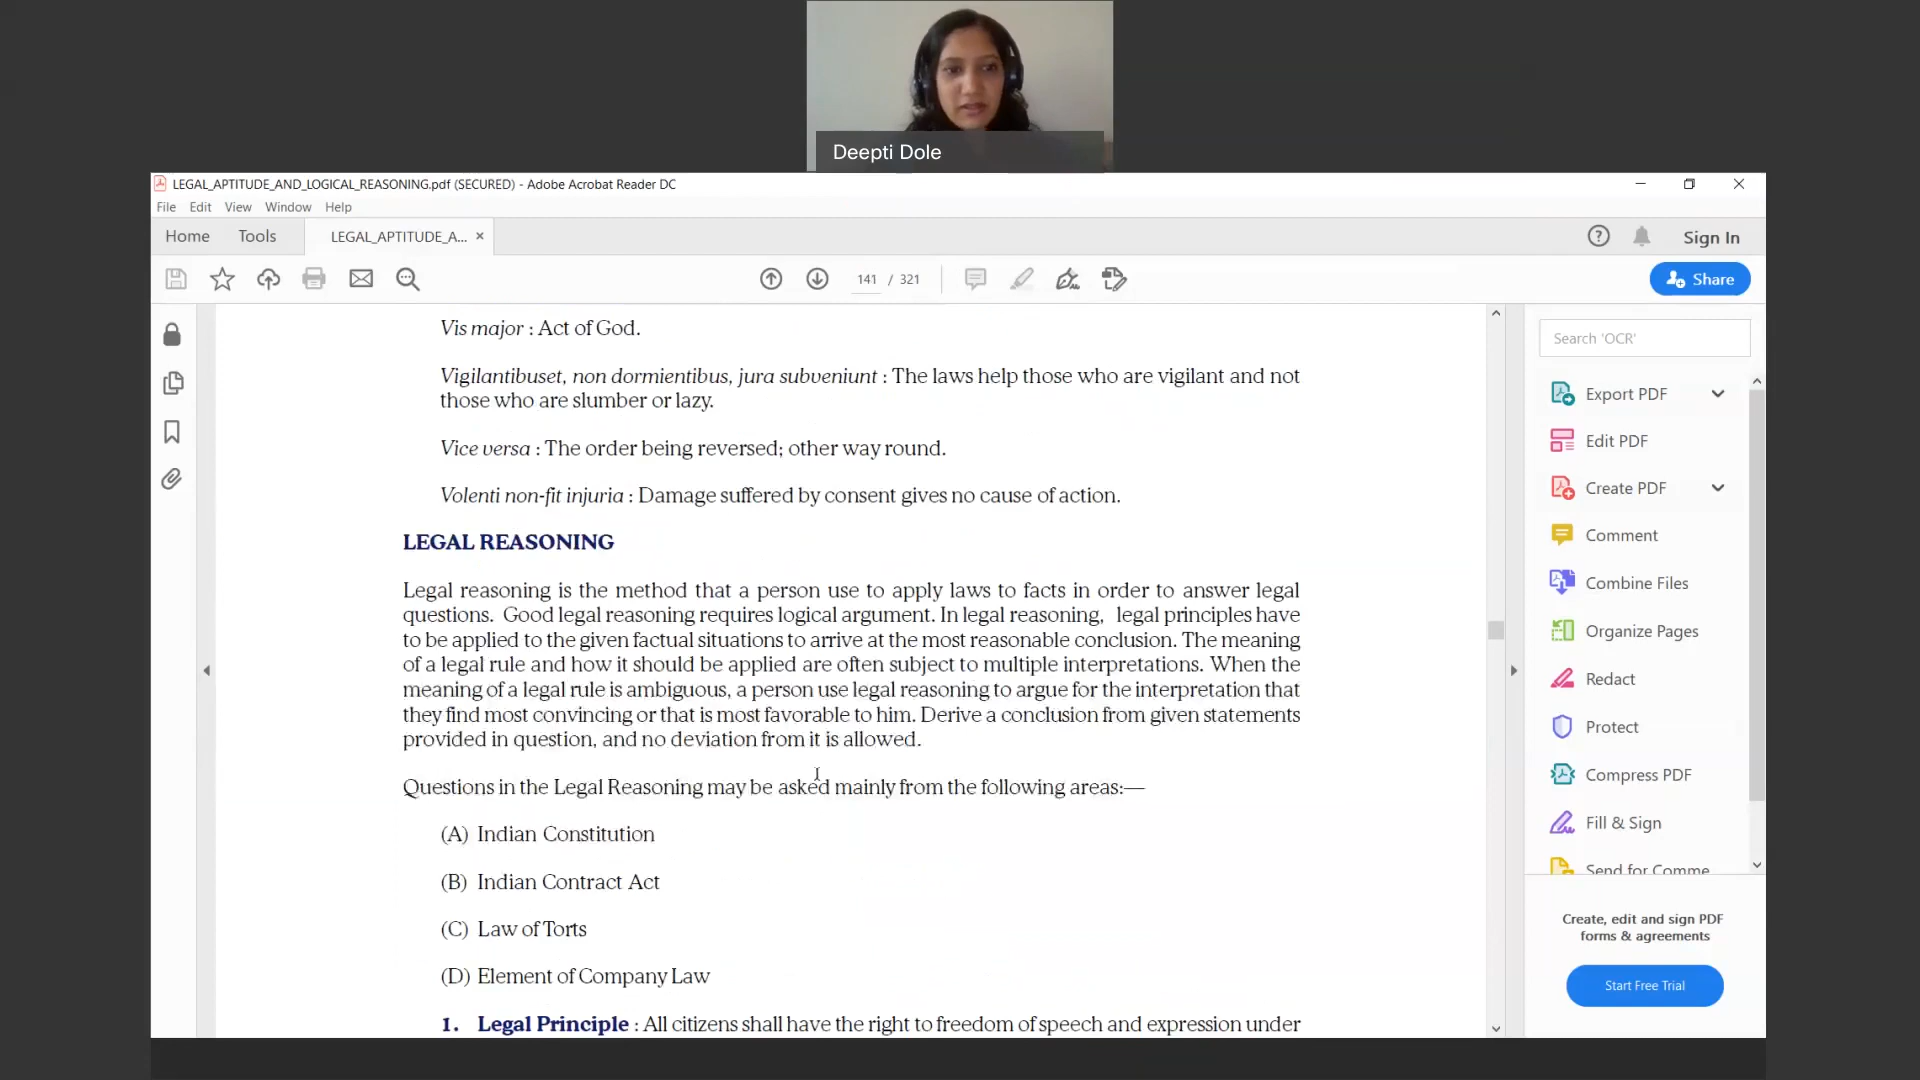 Deepti Dole
LEGAL_APTITUDE_AND_LOGICAL_REASONING.pdf (SECURED) - Adobe Acrobat Reader DC
File Edit View Window Help
Home Tools LEGAL_APTITUDE_A... × Sign In
141 / 321 Share
Vis major : Act of God.
Vigilantibuset, non dormientibus, jura subveniunt : The laws help those who are vigilant and not
those who are slumber or lazy.
Vice versa : The order being reversed; other way round.
Volenti non-fit injuria : Damage suffered by consent gives no cause of action.
LEGAL REASONING
Legal reasoning is the method that a person use to apply laws to facts in order to answer legal
questions. Good legal reasoning requires logical argument. In legal reasoning, legal principles have
to be applied to the given factual situations to arrive at the most reasonable conclusion. The meaning
of a legal rule and how it should be applied are often subject to multiple interpretations. When the
meaning of a legal rule is ambiguous, a person use legal reasoning to argue for the interpretation that
they find most convincing or that is most favorable to him. Derive a conclusion from given statements
provided in question, and no deviation from it is allowed.
Questions in the Legal Reasoning may be asked mainly from the following areas:—
(A) Indian Constitution
(B) Indian Contract Act
(C) Law of Torts
(D) Element of Company Law
1. Legal Principle : All citizens shall have the right to freedom of speech and expression under
Search 'OCR'
Export PDF
Edit PDF
Create PDF
Comment
Combine Files
Organize Pages
Redact
Protect
Compress PDF
Fill & Sign
Send for Comme
Create, edit and sign PDF
forms & agreements
Start Free Trial